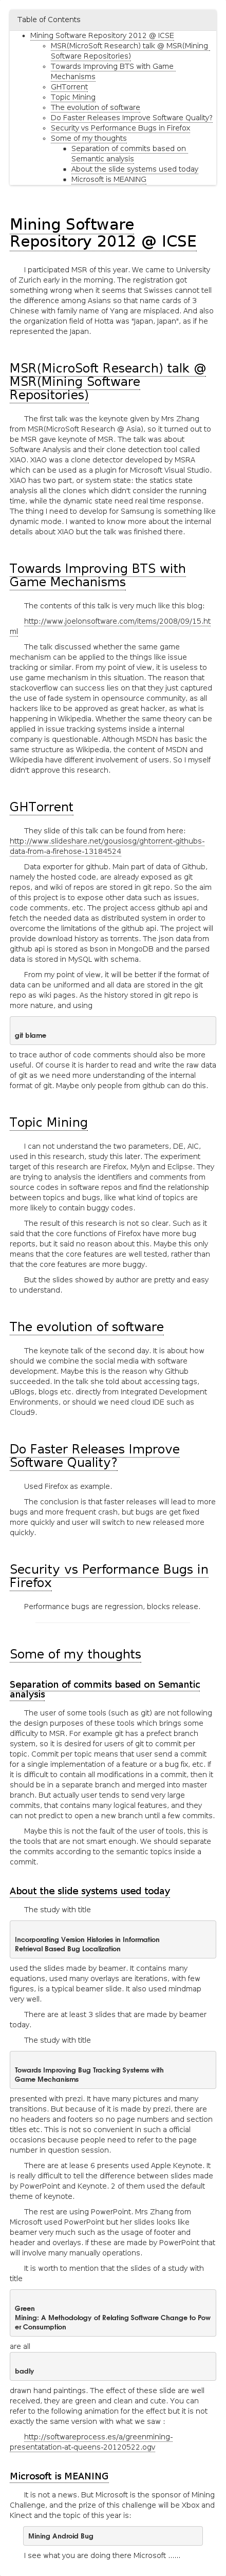 Table of Contents
Mining Software Repository 2012 @ ICSE
MSR(MicroSoft Research) talk @ MSR(Mining
Software Repositories)
Towards Improving BTS with Game
Mechanisms
GHTorrent
Topic Mining
The evolution of software
Do Faster Releases Improve Software Quality?
Security vs Performance Bugs in Firefox
Some of my thoughts
Separation of commits based on
Semantic analysis
About the slide systems used today
Microsoft is MEANING
Mining Software
Repository 2012 @ ICSE
I participated MSR of this year. We came to University
of Zurich early in the morning. The registration got
something wrong when it seems that Swisses cannot tell
the difference among Asians so that name cards of 3
Chinese with family name of Yang are misplaced. And also
the organization field of Hotta was "Japan, Japan", as if he
represented the Japan.
MSR(MicroSoft Research) talk @
MSR(Mining Software
Repositories)
The first talk was the keynote given by Mrs Zhang
from MSR(MicroSoft Research @ Asia), so it turned out to
be MSR gave keynote of MSR. The talk was about
Software Analysis and their clone detection tool called
XIAO. XIAO was a clone detector developed by MSRA
which can be used as a plugin for Microsoft Visual Studio.
XIAO has two part, or system state: the statics state
analysis all the clones which didn't consider the running
time, while the dynamic state need real time response.
The thing I need to develop for Samsung is something like
dynamic mode. I wanted to know more about the internal
details about XIAO but the talk was finished there.
Towards Improving BTS with
Game Mechanisms
The contents of this talk is very much like this blog:
http://www.joelonsoftware.com/items/2008/09/15.ht
ml
The talk discussed whether the same game
mechanism can be applied to the things like issue
tracking or similar. From my point of view, it is useless to
use game mechanism in this situation. The reason that
stackoverflow can success lies on that they just captured
the use of fade system in opensource community, as all
hackers like to be approved as great hacker, as what is
happening in Wikipedia. Whether the same theory can be
applied in issue tracking systems inside a internal
company is questionable. Although MSDN has basic the
same structure as Wikipedia, the content of MSDN and
Wikipedia have different involvement of users. So I myself
didn't approve this research.
GHTorrent
They slide of this talk can be found from here:
http://www.slideshare.net/gousiosg/ghtorrent-githubs-
data-from-a-firehose-13184524
Data exporter for github. Main part of data of Github,
namely the hosted code, are already exposed as git
repos, and wiki of repos are stored in git repo. So the aim
of this project is to expose other data such as issues,
code comments, etc. The project access github api and
fetch the needed data as distributed system in order to
overcome the limitations of the github api. The project will
provide download history as torrents. The json data from
github api is stored as bson in MongoDB and the parsed
data is stored in MySQL with schema.
From my point of view, it will be better if the format of
data can be uniformed and all data are stored in the git
repo as wiki pages. As the history stored in git repo is
more nature, and using
git blame
to trace author of code comments should also be more
useful. Of course it is harder to read and write the raw data
of git as we need more understanding of the internal
format of git. Maybe only people from github can do this.
Topic Mining
I can not understand the two parameters, DE, AIC,
used in this research, study this later. The experiment
target of this research are Firefox, Mylyn and Eclipse. They
are trying to analysis the identifiers and comments from
source codes in software repos and find the relationship
between topics and bugs, like what kind of topics are
more likely to contain buggy codes.
The result of this research is not so clear. Such as it
said that the core functions of Firefox have more bug
reports, but it said no reason about this. Maybe this only
means that the core features are well tested, rather than
that the core features are more buggy.
But the slides showed by author are pretty and easy
to understand.
The evolution of software
The keynote talk of the second day. It is about how
should we combine the social media with software
development. Maybe this is the reason why Github
succeeded. In the talk she told about accessing tags,
uBlogs, blogs etc. directly from Integrated Development
Environments, or should we need cloud IDE such as
Cloud9.
Do Faster Releases Improve
Software Quality?
Used Firefox as example.
The conclusion is that faster releases will lead to more
bugs and more frequent crash, but bugs are get fixed
more quickly and user will switch to new released more
quickly.
Security vs Performance Bugs in
Firefox
Performance bugs are regression, blocks release.
Some of my thoughts
Separation of commits based on Semantic
analysis
The user of some tools (such as git) are not following
the design purposes of these tools which brings some
difficulty to MSR. For example git has a prefect branch
system, so it is desired for users of git to commit per
topic. Commit per topic means that user send a commit
for a single implementation of a feature or a bug fix, etc. If
it is difficult to contain all modifications in a commit, then it
should be in a separate branch and merged into master
branch. But actually user tends to send very large
commits, that contains many logical features, and they
can not predict to open a new branch until a few commits.
Maybe this is not the fault of the user of tools, this is
the tools that are not smart enough. We should separate
the commits according to the semantic topics inside a
commit.
About the slide systems used today
The study with title
Incorporating Version Histories in Information
Retrieval Based Bug Localization
used the slides made by beamer. It contains many
equations, used many overlays are iterations, with few
figures, is a typical beamer slide. It also used mindmap
very well.
There are at least 3 slides that are made by beamer
today.
The study with title
Towards Improving Bug Tracking Systems with
Game Mechanisms
presented with prezi. It have many pictures and many
transitions. But because of it is made by prezi, there are
no headers and footers so no page numbers and section
titles etc. This is not so convenient in such a official
occasions because people need to refer to the page
number in question session.
There are at lease 6 presents used Apple Keynote. It
is really difficult to tell the difference between slides made
by PowerPoint and Keynote. 2 of them used the default
theme of keynote.
The rest are using PowerPoint. Mrs Zhang from
Microsoft used PowerPoint but her slides looks like
beamer very much such as the usage of footer and
header and overlays. If these are made by PowerPoint that
will involve many manually operations.
It is worth to mention that the slides of a study with
title
Green
Mining: A Methodology of Relating Software Change to Pow
er Consumption
are all
badly
drawn hand paintings. The effect of these slide are well
received, they are green and clean and cute. You can
refer to the following animation for the effect but it is not
exactly the same version with what we saw :
http://softwareprocess.es/a/greenmining-
presentatation-at-queens-20120522.ogv
Microsoft is MEANING
It is not a news. But Microsoft is the sponsor of Mining
Challenge, and the prize of this challenge will be Xbox and
Kinect and the topic of this year is:
Mining Android Bug
I see what you are doing there Microsoft ……